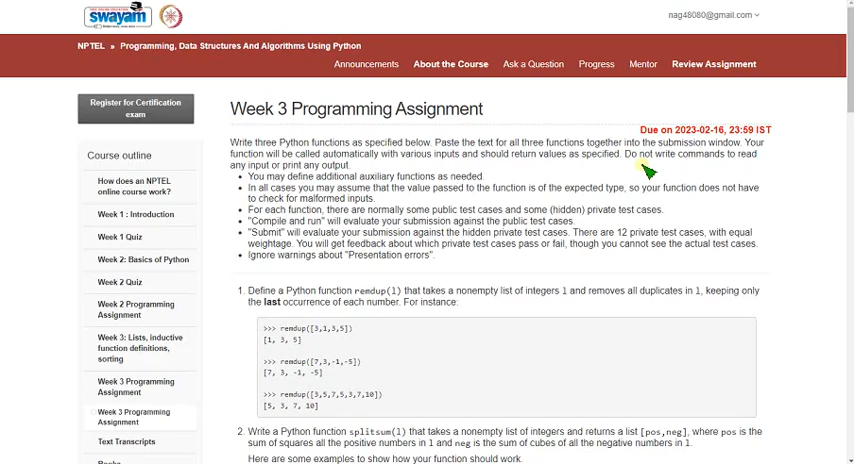 swayam
nag48080@gmail.com
NPTEL » Programming, Data Structures And Algorithms Using Python
Announcements About the Course Ask a Question Progress Mentor Review Assignment
Register for Certification
exam
Course outline
How does an NPTEL
online course work?
Week 1 : Introduction
Week 1 Quiz
Week 2: Basics of Python
Week 2 Quiz
Week 2 Programming
Assignment
Week 3: Lists, inductive
function definitions,
sorting
Week 3 Programming
Assignment
Week 3 Programming
Assignment
Text Transcripts
Books
Week 3 Programming Assignment
Due on 2023-02-16, 23:59 IST
Write three Python functions as specified below. Paste the text for all three functions together into the submission window. Your
function will be called automatically with various inputs and should return values as specified. Do not write commands to read
any input or print any output.
• You may define additional auxiliary functions as needed.
• In all cases you may assume that the value passed to the function is of the expected type, so your function does not have
to check for malformed inputs.
• For each function, there are normally some public test cases and some (hidden) private test cases.
• "Compile and run" will evaluate your submission against the public test cases.
• "Submit" will evaluate your submission against the hidden private test cases. There are 12 private test cases, with equal
weightage. You will get feedback about which private test cases pass or fail, though you cannot see the actual test cases.
• Ignore warnings about "Presentation errors".
1. Define a Python function remdup(l) that takes a nonempty list of integers l and removes all duplicates in l, keeping only
the last occurrence of each number. For instance:
>>> remdup([3,1,3,5])
[1, 3, 5]
>>> remdup([7,3,-1,-5])
[7, 3, -1, -5]
>>> remdup([3,5,7,5,3,7,10])
[5, 3, 7, 10]
2. Write a Python function splitsum(l) that takes a nonempty list of integers and returns a list [pos,neg], where pos is the
sum of squares all the positive numbers in l and neg is the sum of cubes of all the negative numbers in l.
Here are some examples to show how your function should work.